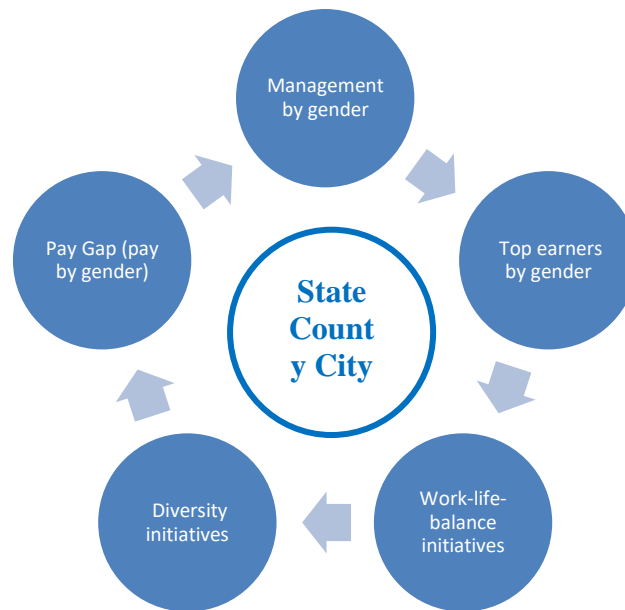 Management
by gender
Pay Gap (pay
by gender)
Top earners
by gender
State
Count
y City
Diversity
initiatives
Work-life-
balance
initiatives